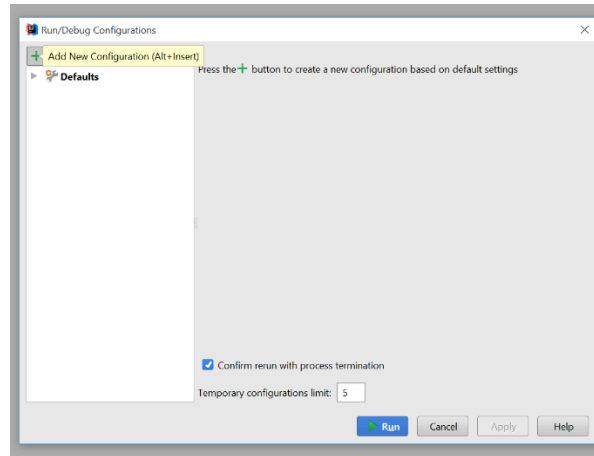 Run/Debug Configurations
Add New Configuration (Alt+Insert)
Press the + button to create a new configuration based on default settings
Defaults
Confirm rerun with process termination
Temporary configurations limit: 5
Run Cancel Apply Help